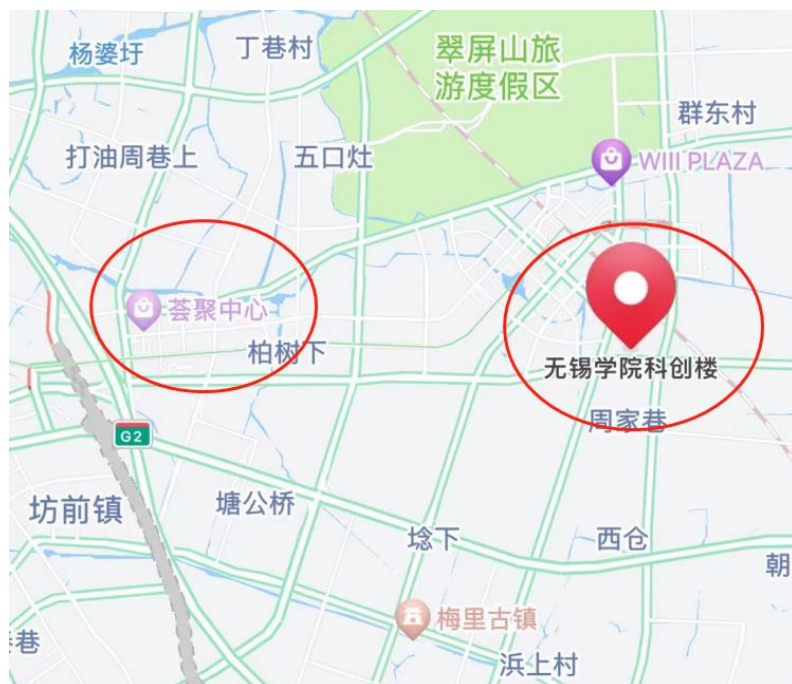 杨婆圩
丁巷村
翠屏山旅
游度假区
群东村
打油周巷上
五口灶
WIII PLAZA
荟聚中心
柏树下
无锡学院科创楼
周家巷
G2
坊前镇
塘公桥
埝下
西仓
朝
梅里古镇
巷
浜上村